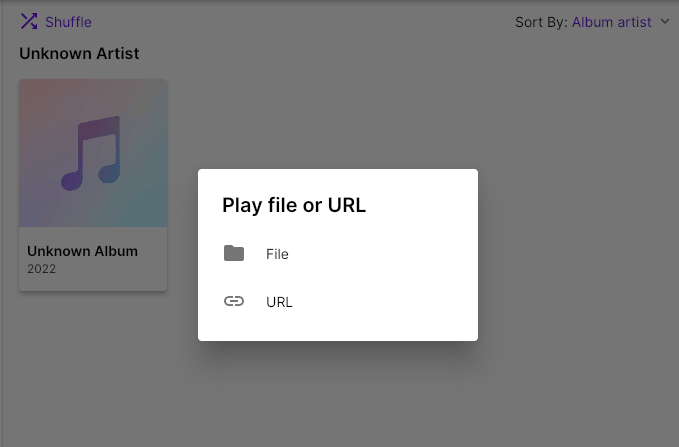 Shuffle
Sort By: Album artist
Unknown Artist
Play file or URL
File
URL
Unknown Album
2022